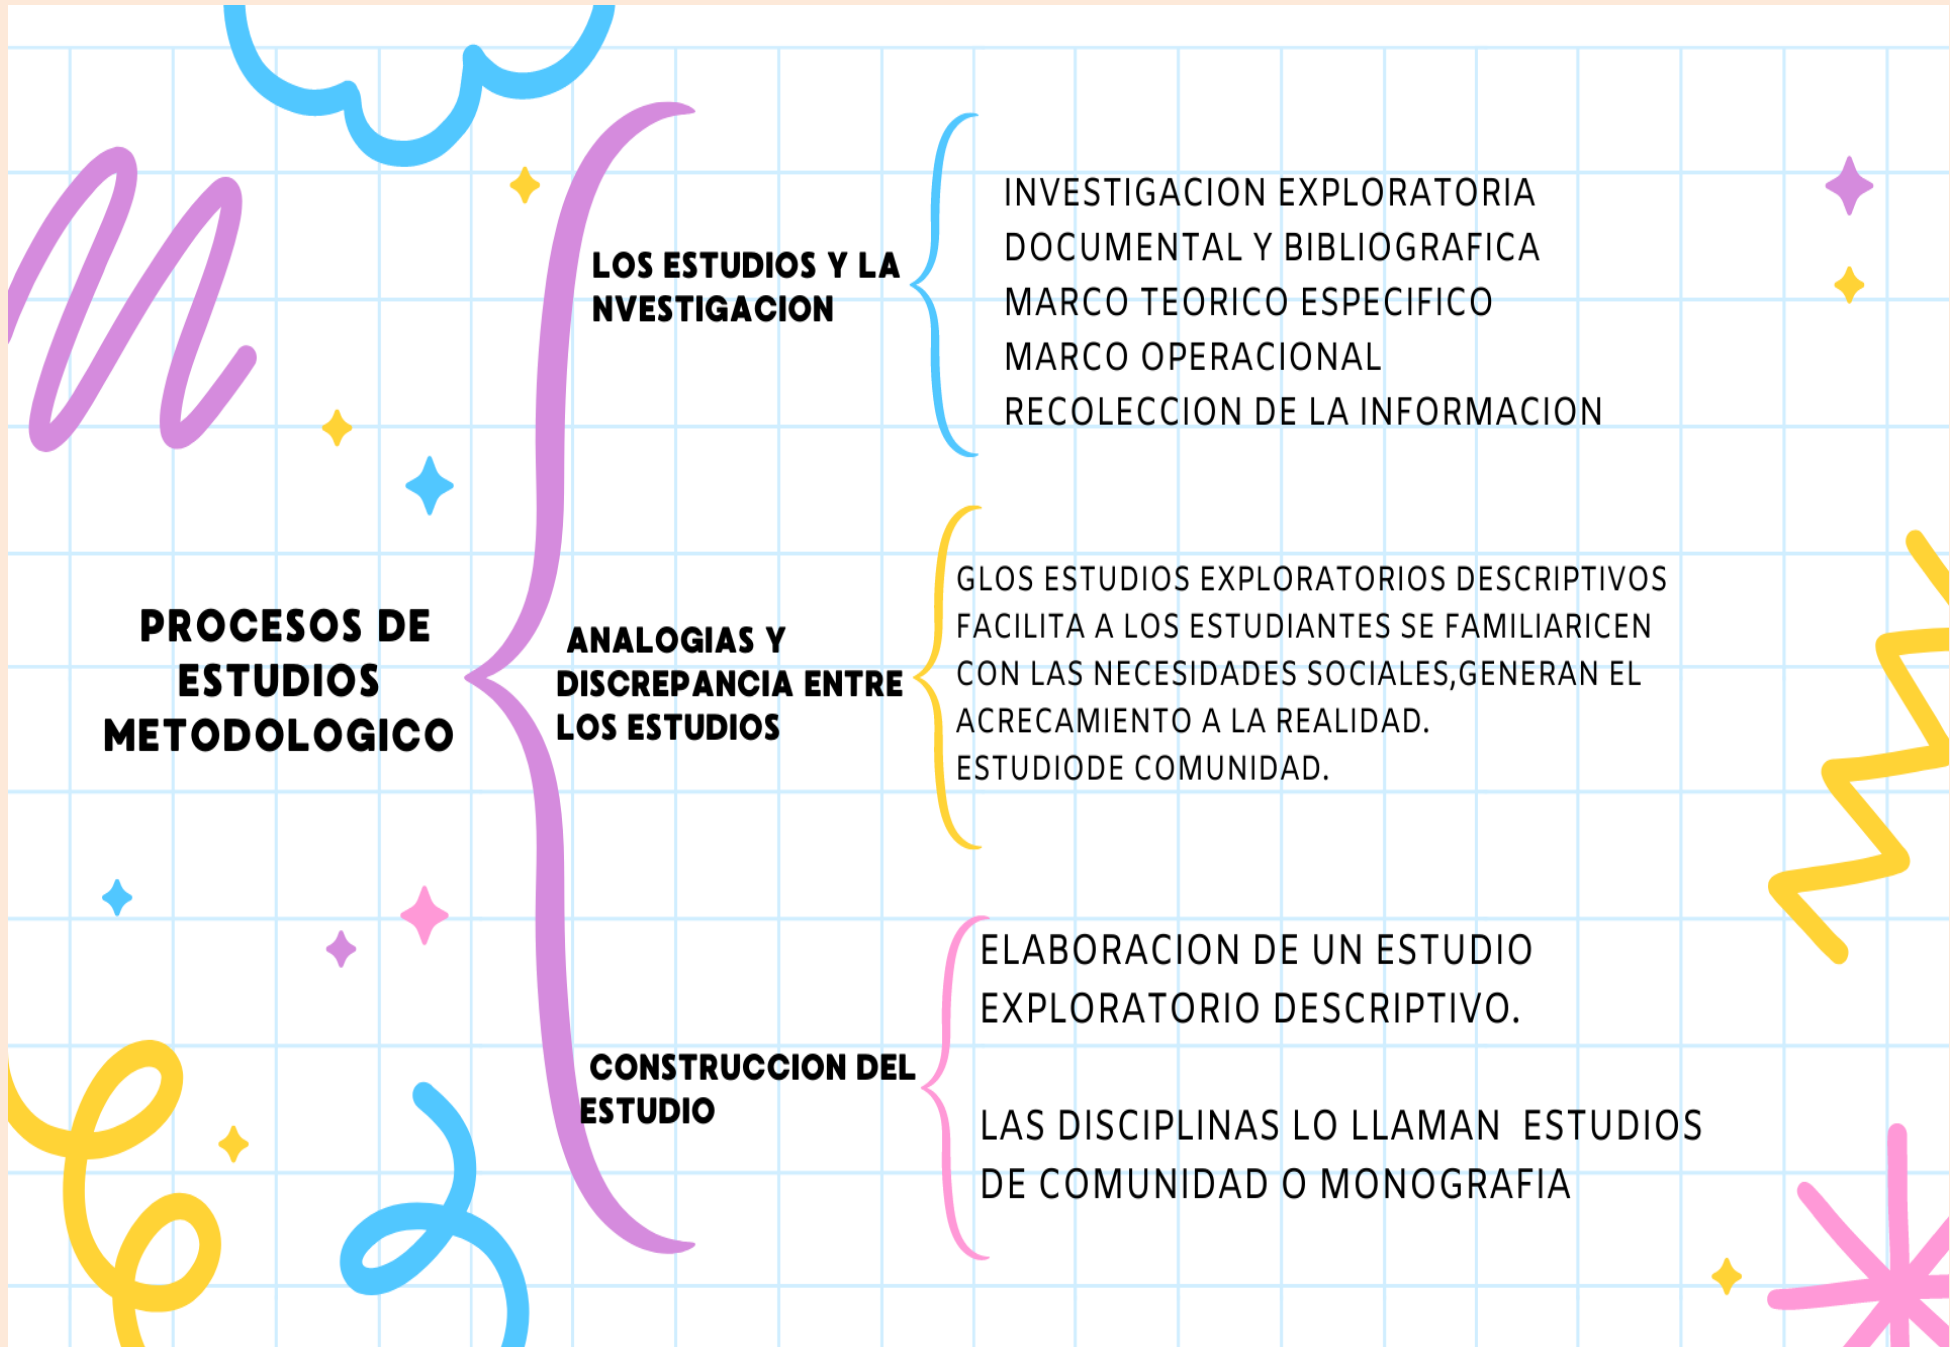 PROCESOS DE
ESTUDIOS
METODOLOGICO
LOS ESTUDIOS Y LA
NVESTIGACION
INVESTIGACION EXPLORATORIA
DOCUMENTAL Y BIBLIOGRAFICA
MARCO TEORICO ESPECIFICO
MARCO OPERACIONAL
RECOLECCION DE LA INFORMACION
ANALOGIAS Y
DISCREPANCIA ENTRE
LOS ESTUDIOS
GLOS ESTUDIOS EXPLORATORIOS DESCRIPTIVOS
FACILITA A LOS ESTUDIANTES SE FAMILIARICEN
CON LAS NECESIDADES SOCIALES,GENERAN EL
ACRECAMIENTO A LA REALIDAD.
ESTUDIODE COMUNIDAD.
CONSTRUCCION DEL
ESTUDIO
ELABORACION DE UN ESTUDIO
EXPLORATORIO DESCRIPTIVO.
LAS DISCIPLINAS LO LLAMAN  ESTUDIOS
DE COMUNIDAD O MONOGRAFIA